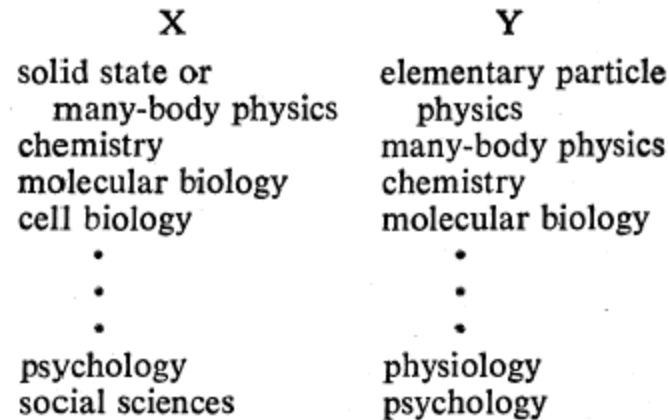 X Y
solid state or elementary particle
many-body physics physics
chemistry many-body physics
molecular biology chemistry
cell biology molecular biology
• •
• •
• •
psychology physiology
social sciences psychology